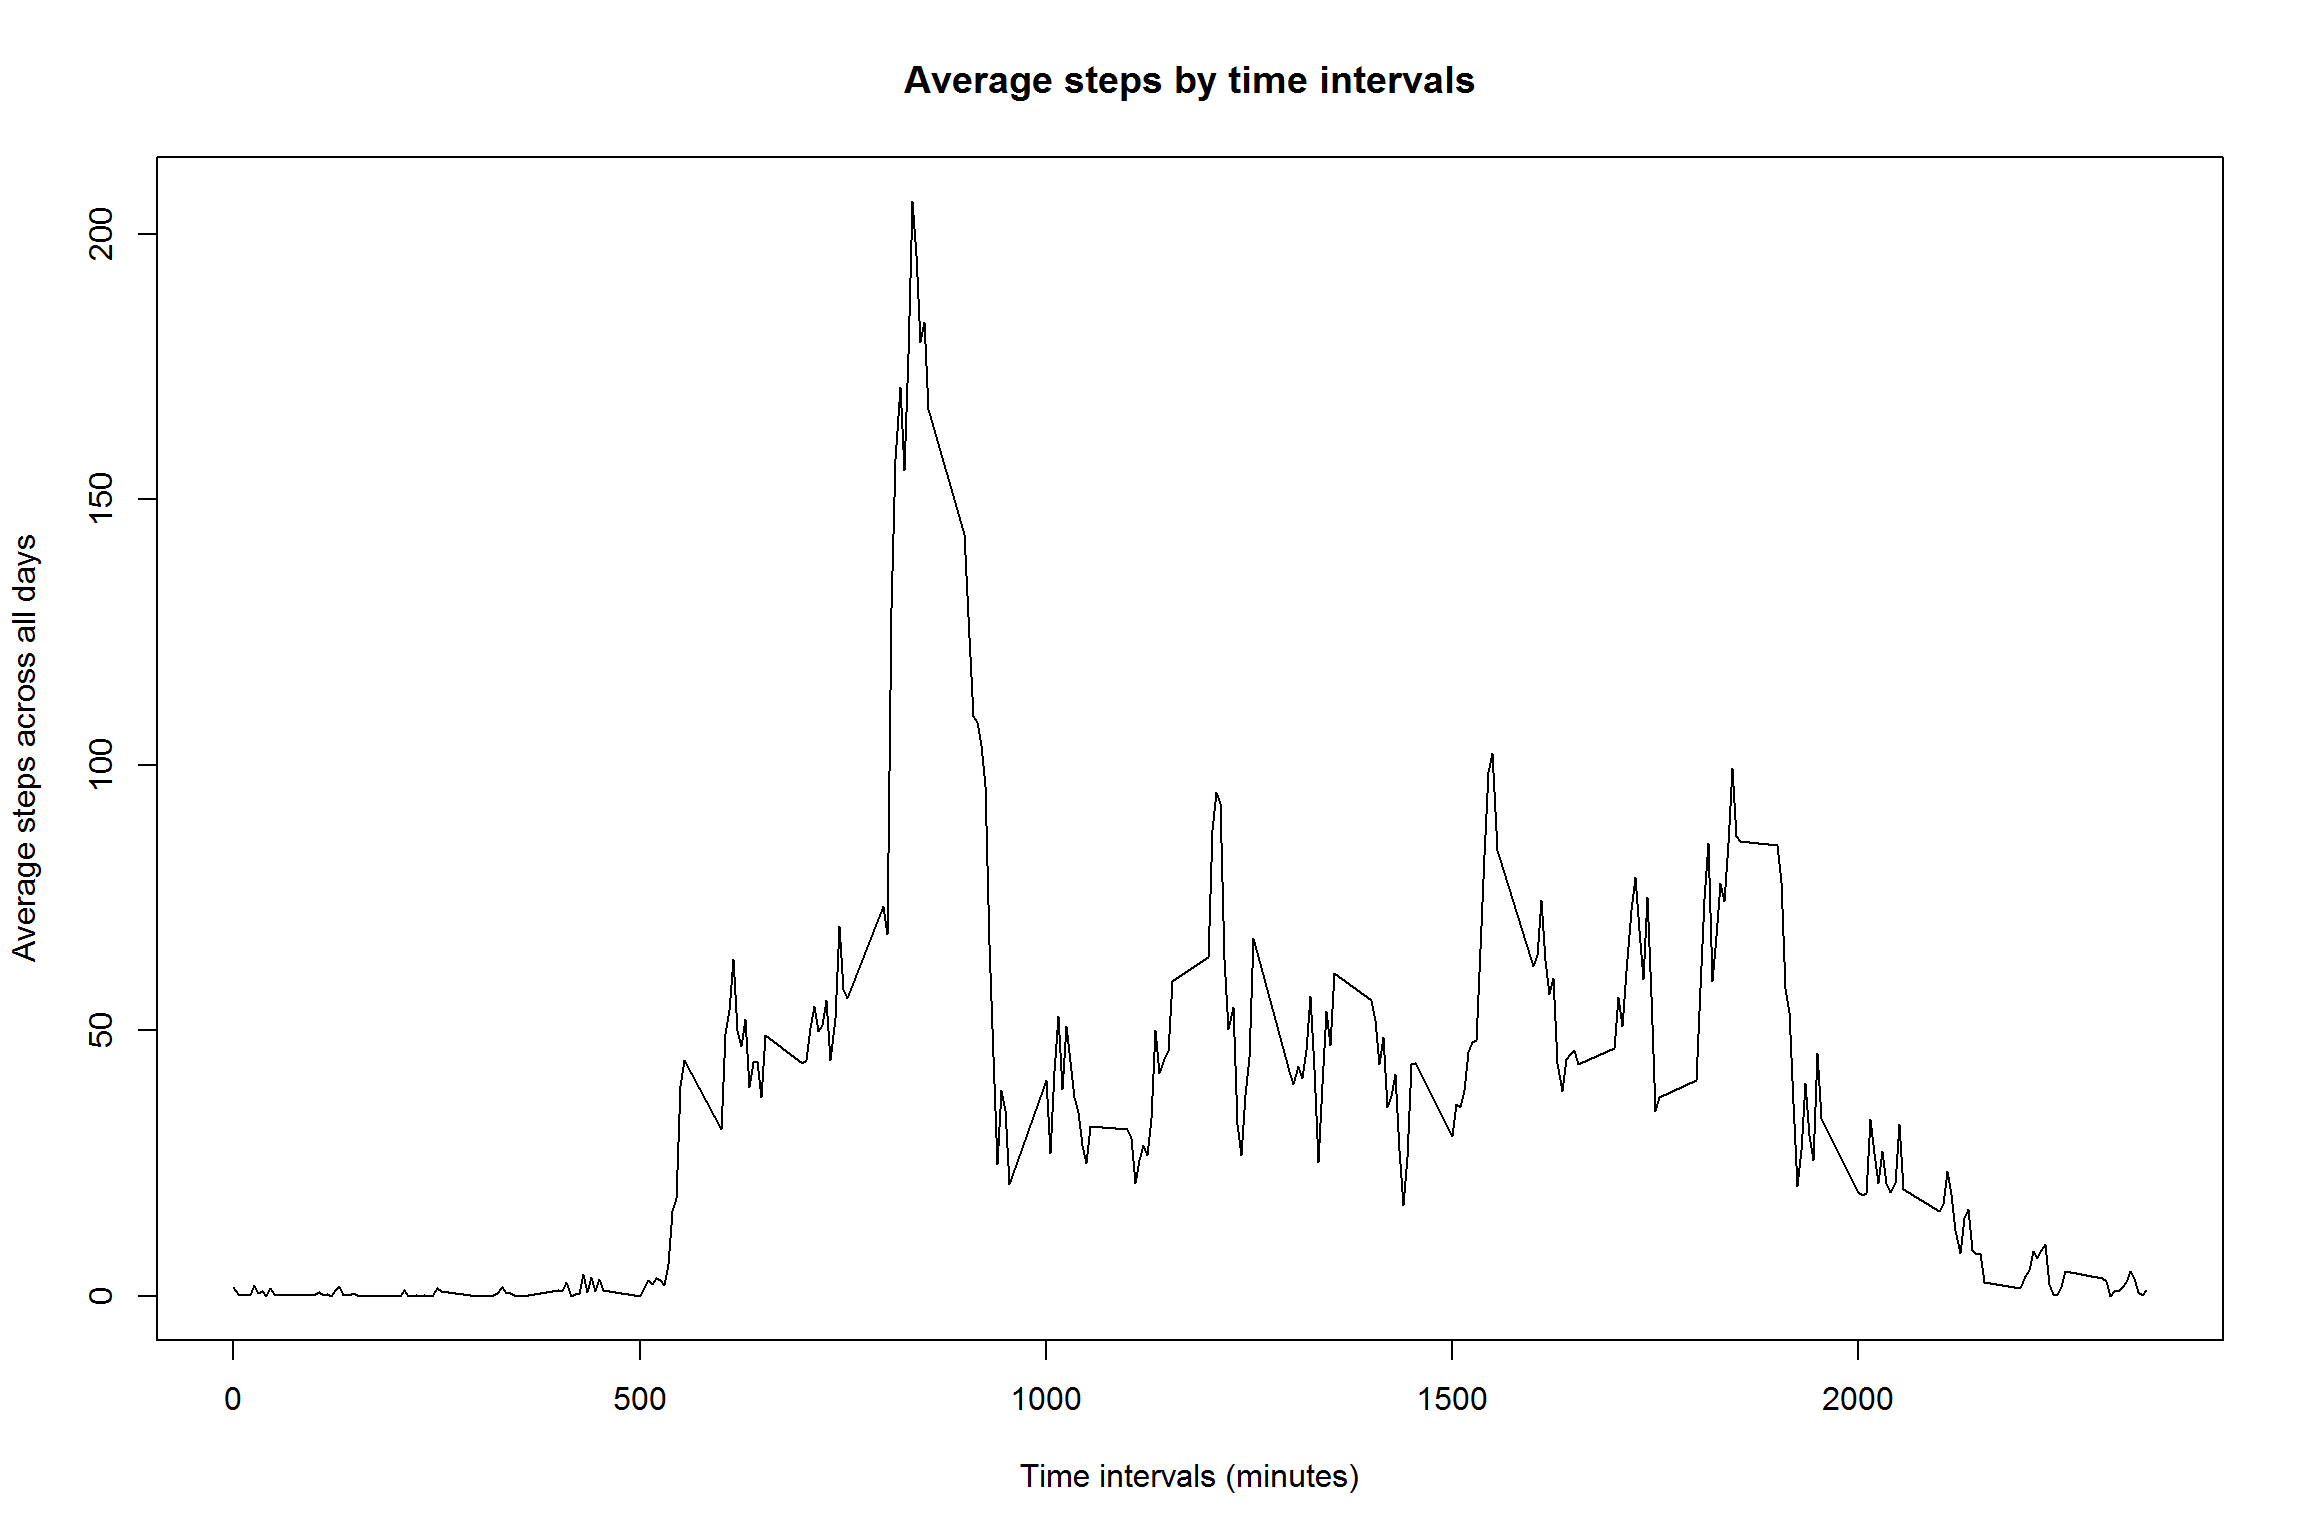 Average steps by time intervals
Average steps across all days
200
150
100
50
0
0 500 1000 1500 2000
Time intervals (minutes)